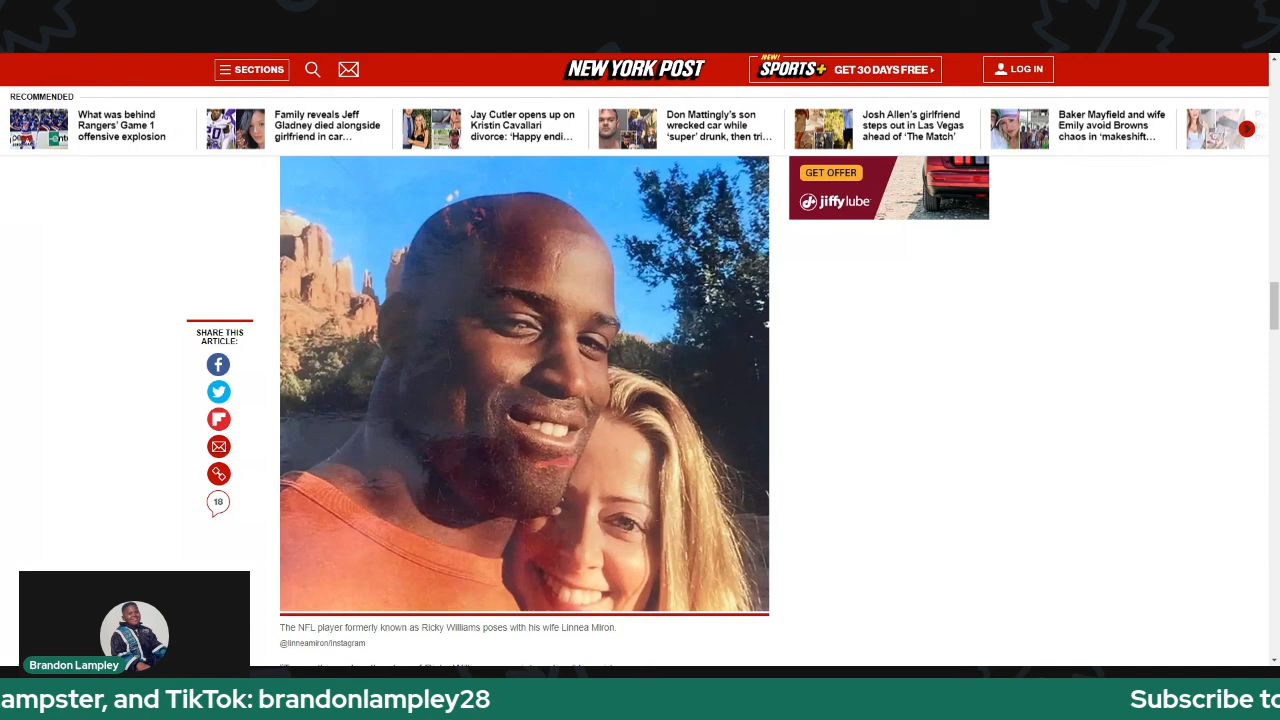 SECTIONS
NEW YORK POST
NEW!
SPORTS+ GET 30 DAYS FREE
LOG IN
RECOMMENDED
What was behind
Rangers' Game 1
offensive explosion
Family reveals Jeff
Gladney died alongside
girlfriend in car...
Jay Cutler opens up on
Kristin Cavallari
divorce: 'Happy endi...
Don Mattingly's son
wrecked car while
'super' drunk, then tri...
Josh Allen's girlfriend
steps out in Las Vegas
ahead of 'The Match'
Baker Mayfield and wife
Emily avoid Browns
chaos in 'makeshift...
GET OFFER
jiffylube
SHARE THIS
ARTICLE:
18
The NFL player formerly known as Ricky Williams poses with his wife Linnea Miron.
@linneamiron/Instagram
Brandon Lampley
ampster, and TikTok: brandonlampley28
Subscribe to